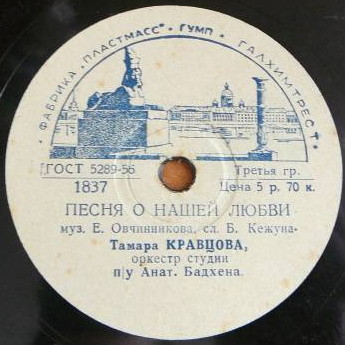 • ФАБРИКА • „ПЛАСТМАСС" • ГУМП • ГАЛХИМТРЕСТ •
ГОСТ 5289-56 Третья гр.
1837 Цена 5 р. 70 к.
ПЕСНЯ О НАШЕЙ ЛЮБВИ
муз. Е. Овчинникова, сл. Б. Кежуна-
Тамара КРАВЦОВА,
оркестр студии
п/у Анат. Бадхена.